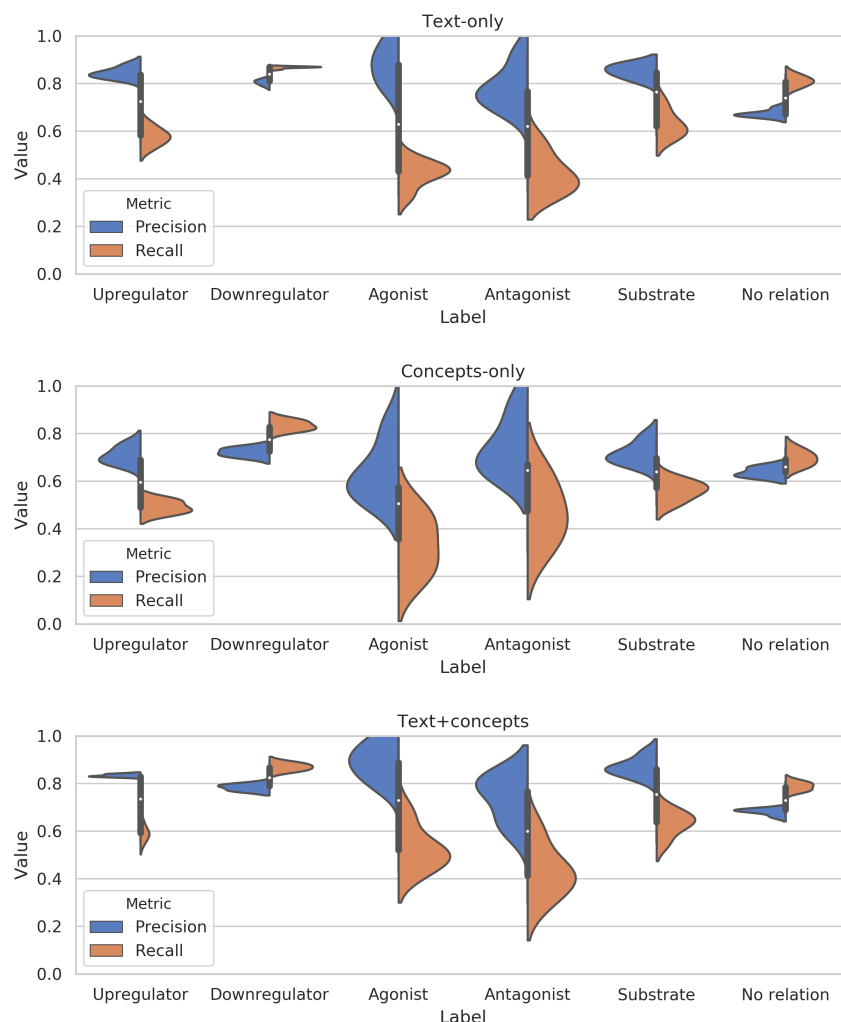 Text-only
1.0
0.8
0.6
0.4
0.2
0.0
Value
Metric
Precision
Recall
Upregulator Downregulator Agonist Antagonist Substrate No relation
Label
Concepts-only
1.0
0.8
0.6
0.4
0.2
0.0
Value
Metric
Precision
Recall
Upregulator Downregulator Agonist Antagonist Substrate No relation
Label
Text+concepts
1.0
0.8
0.6
0.4
0.2
0.0
Value
Metric
Precision
Recall
Upregulator Downregulator Agonist Antagonist Substrate No relation
Label